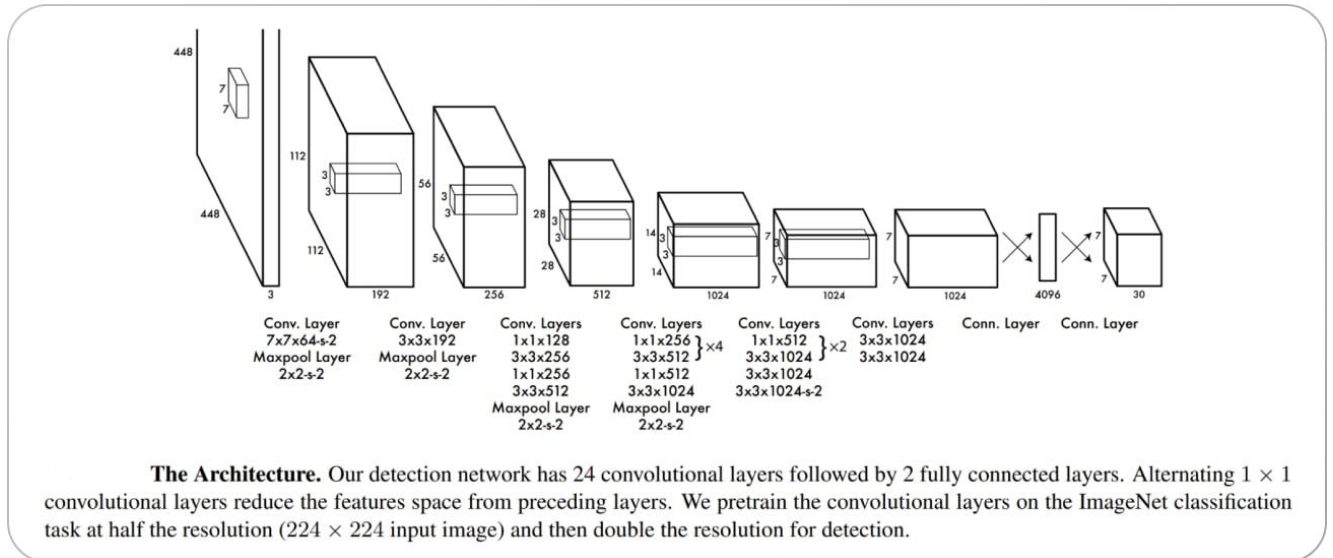 448
7
7
448
3
112
3
3
112
192
56
3
3
56
256
28
3
3
28
512
14
3
3
14
1024
7
3
3
7
1024
7
7
1024
4096
7
7
30
Conv. Layer
7x7x64-s-2
Maxpool Layer
2x2-s-2
Conv. Layer
3x3x192
Maxpool Layer
2x2-s-2
Conv. Layers
1x1x128
3x3x256
1x1x256
3x3x512
Maxpool Layer
2x2-s-2
Conv. Layers
1x1x256
3x3x512
}×4
1x1x512
3x3x1024
Maxpool Layer
2x2-s-2
Conv. Layers
1x1x512
3x3x1024
}×2
3x3x1024
3x3x1024-s-2
Conv. Layers
3x3x1024
3x3x1024
Conn. Layer
Conn. Layer
The Architecture. Our detection network has 24 convolutional layers followed by 2 fully connected layers. Alternating 1 × 1
convolutional layers reduce the features space from preceding layers. We pretrain the convolutional layers on the ImageNet classification
task at half the resolution (224 × 224 input image) and then double the resolution for detection.